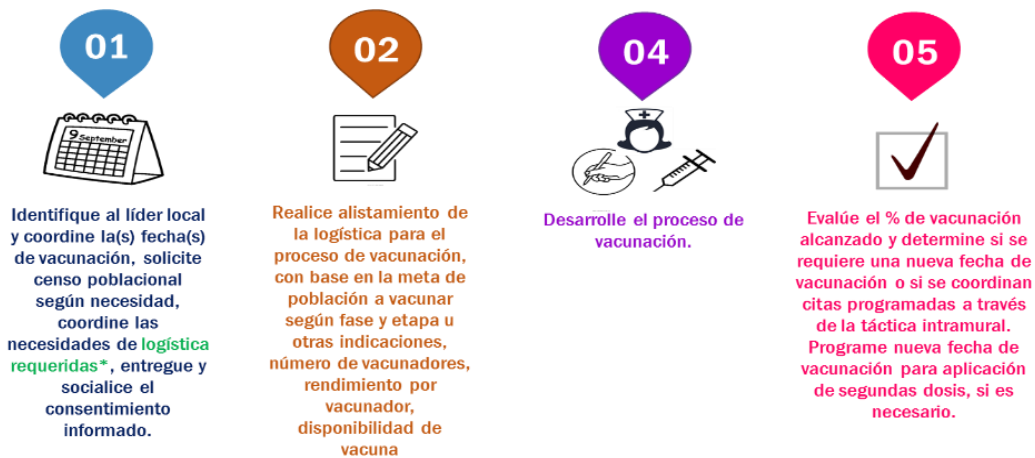 01
9 September
Identifique al líder local
y coordine la(s) fecha(s)
de vacunación, solicite
censo poblacional
según necesidad,
coordine las
necesidades de logística
requeridas*, entregue y
socialice el
consentimiento
informado.
02
Realice alistamiento de
la logística para el
proceso de vacunación,
con base en la meta de
población a vacunar
según fase y etapa u
otras indicaciones,
número de vacunadores,
rendimiento por
vacunador,
disponibilidad de
vacuna
04
Desarrolle el proceso de
vacunación.
05
Evalúe el % de vacunación
alcanzado y determine si se
requiere una nueva fecha de
vacunación o si se coordinan
citas programadas a través
de la táctica intramural.
Programe nueva fecha de
vacunación para aplicación
de segundas dosis, si es
necesario.